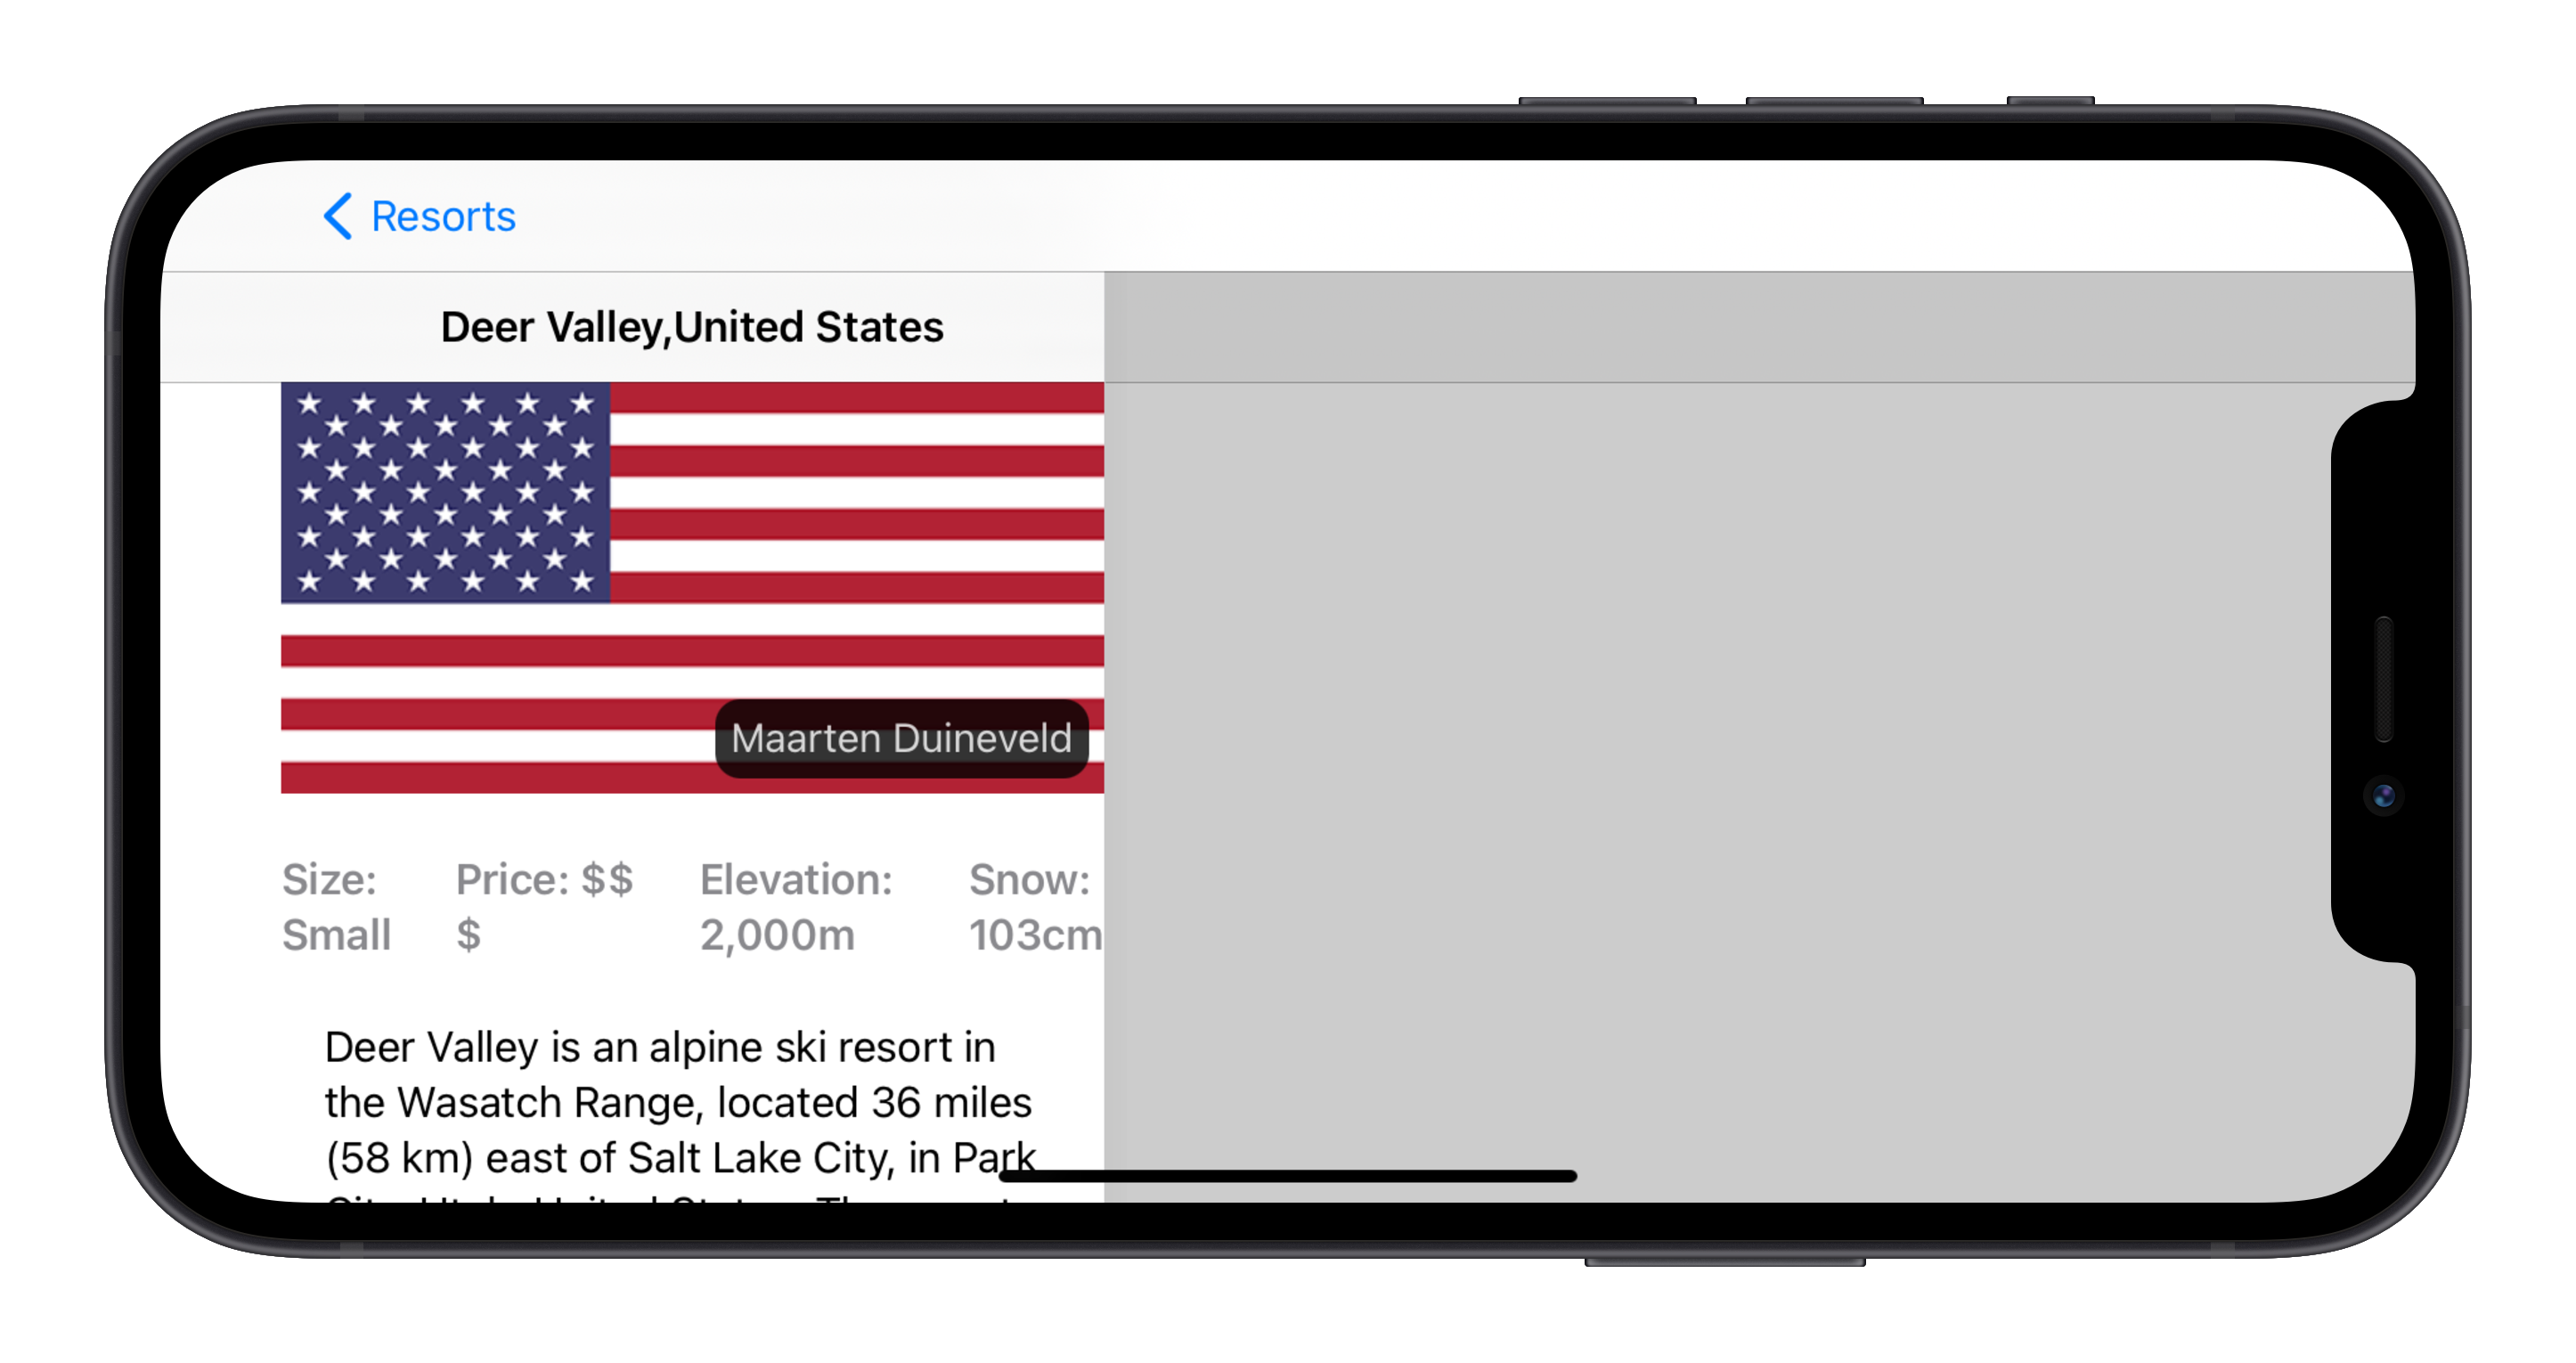 Resorts
Deer Valley,United States
Maarten Duineveld
Size: Price: $$ Elevation: Snow:
Small $ 2,000m 103cm
Deer Valley is an alpine ski resort in
the Wasatch Range, located 36 miles
(58 km) east of Salt Lake City, in Park